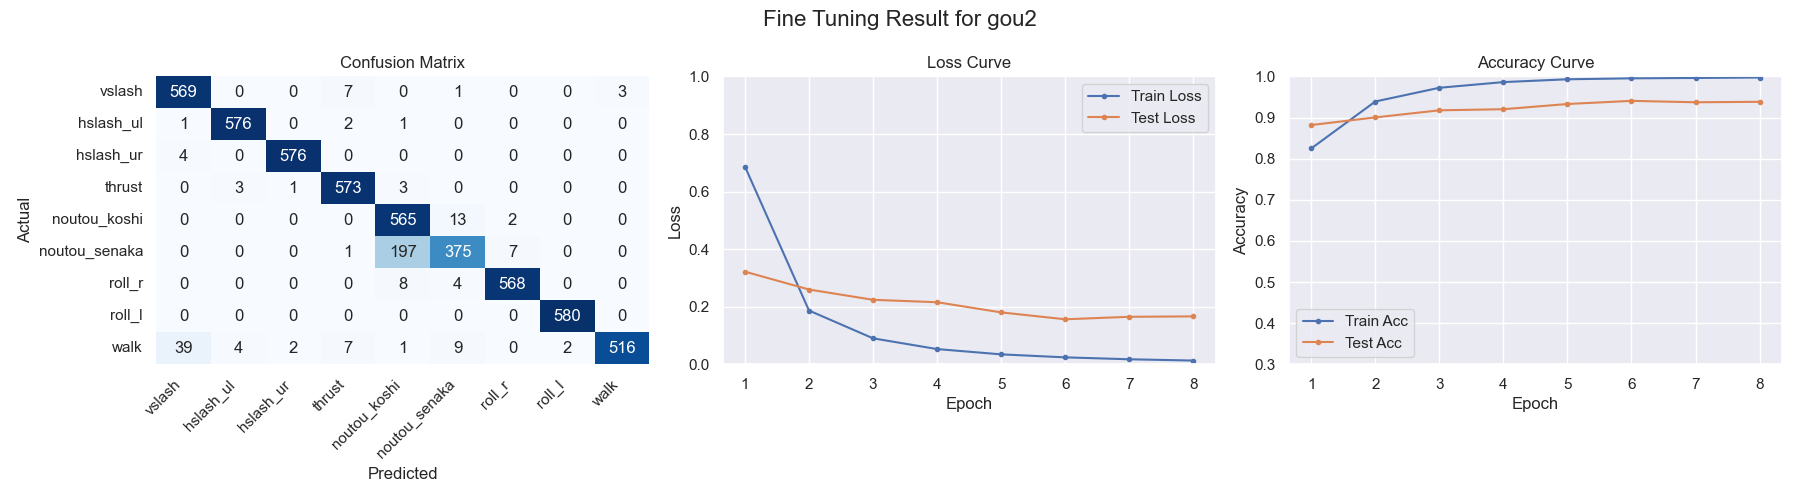 Fine Tuning Result for gou2
Confusion Matrix
Actual
vslash 569 0 0 7 0 1 0 0 3
hslash_ul 1 576 0 2 1 0 0 0 0
hslash_ur 4 0 576 0 0 0 0 0 0
thrust 0 3 1 573 3 0 0 0 0
noutou_koshi 0 0 0 0 565 13 2 0 0
noutou_senaka 0 0 0 1 197 375 7 0 0
roll_r 0 0 0 0 8 4 568 0 0
roll_l 0 0 0 0 0 0 0 580 0
walk 39 4 2 7 1 9 0 2 516
vslash hslash_ul hslash_ur thrust noutou_koshi noutou_senaka roll_r roll_l walk
Predicted
Loss Curve
Loss
1.0
0.8
0.6
0.4
0.2
0.0
Train Loss
Test Loss
1 2 3 4 5 6 7 8
Epoch
Accuracy Curve
Accuracy
1.0
0.9
0.8
0.7
0.6
0.5
0.4
0.3
Train Acc
Test Acc
1 2 3 4 5 6 7 8
Epoch